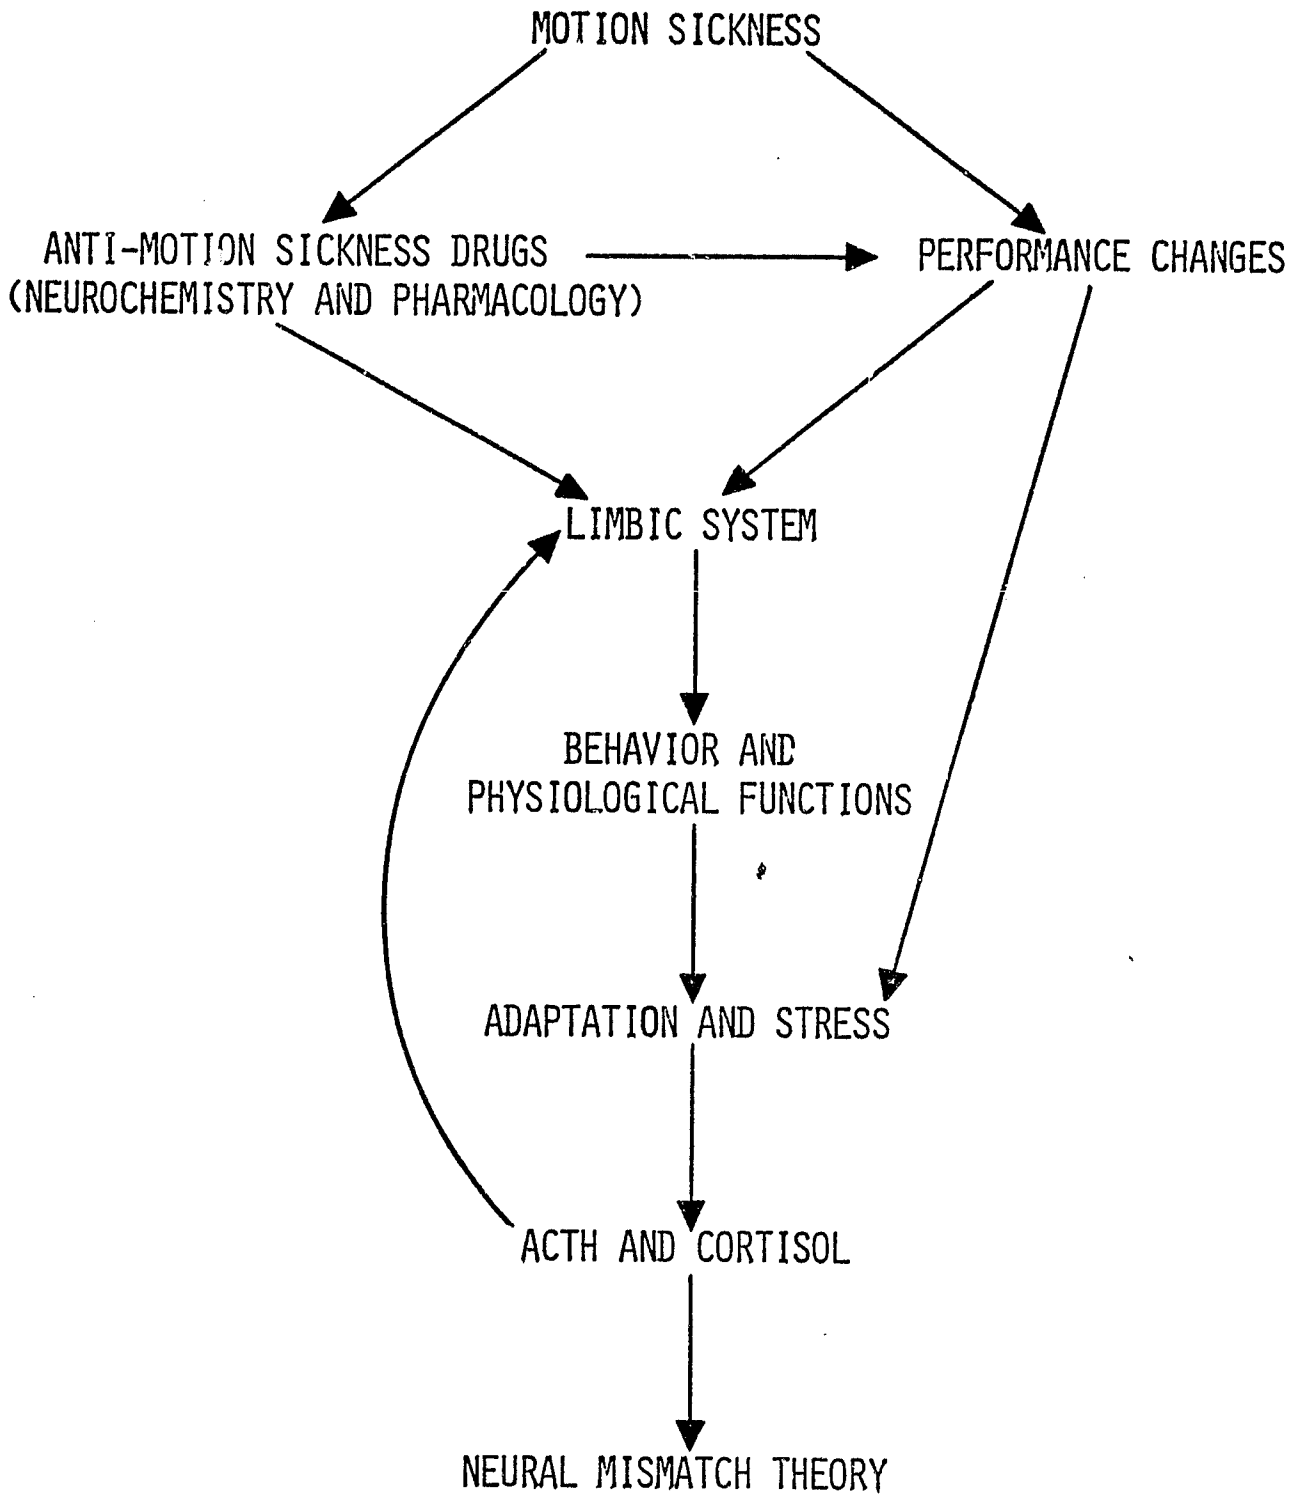 MOTION SICKNESS
ANTI-MOTION SICKNESS DRUGS
(NEUROCHEMISTRY AND PHARMACOLOGY)
PERFORMANCE CHANGES
LIMBIC SYSTEM
BEHAVIOR AND
PHYSIOLOGICAL FUNCTIONS
ADAPTATION AND STRESS
ACTH AND CORTISOL
NEURAL MISMATCH THEORY